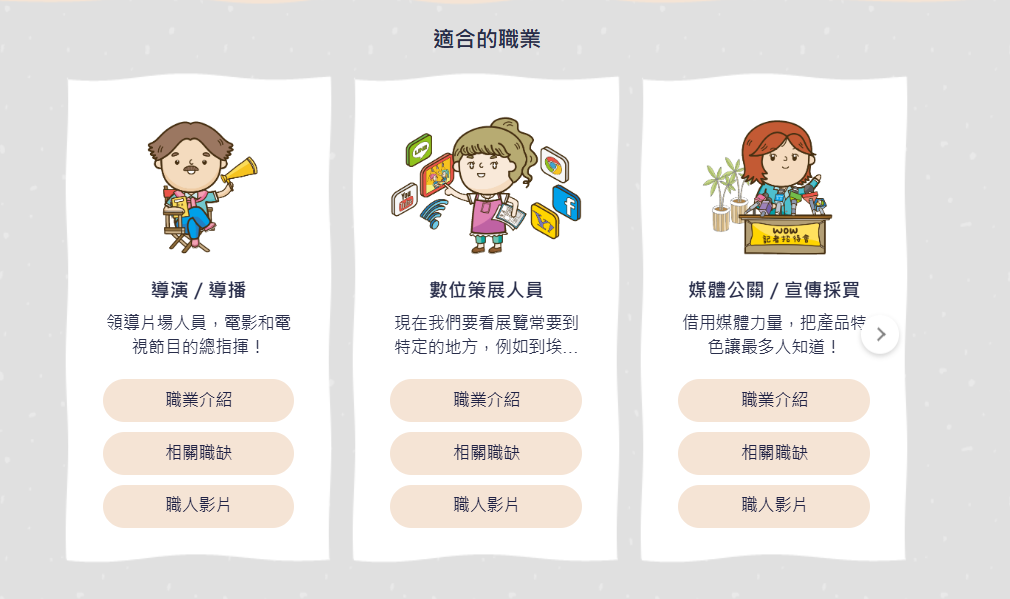 適合的職業
導演 / 導播
領導片場人員，電影和電
視節目的總指揮！
職業介紹
相關職缺
職人影片
LINE
You
數位策展人員
現在我們要看展覽常要到
特定的地方，例如到埃...
職業介紹
相關職缺
職人影片
WOW
記者招待會
媒體公關 / 宣傳採買
借用媒體力量，把產品特
色讓最多人知道！
職業介紹
相關職缺
職人影片